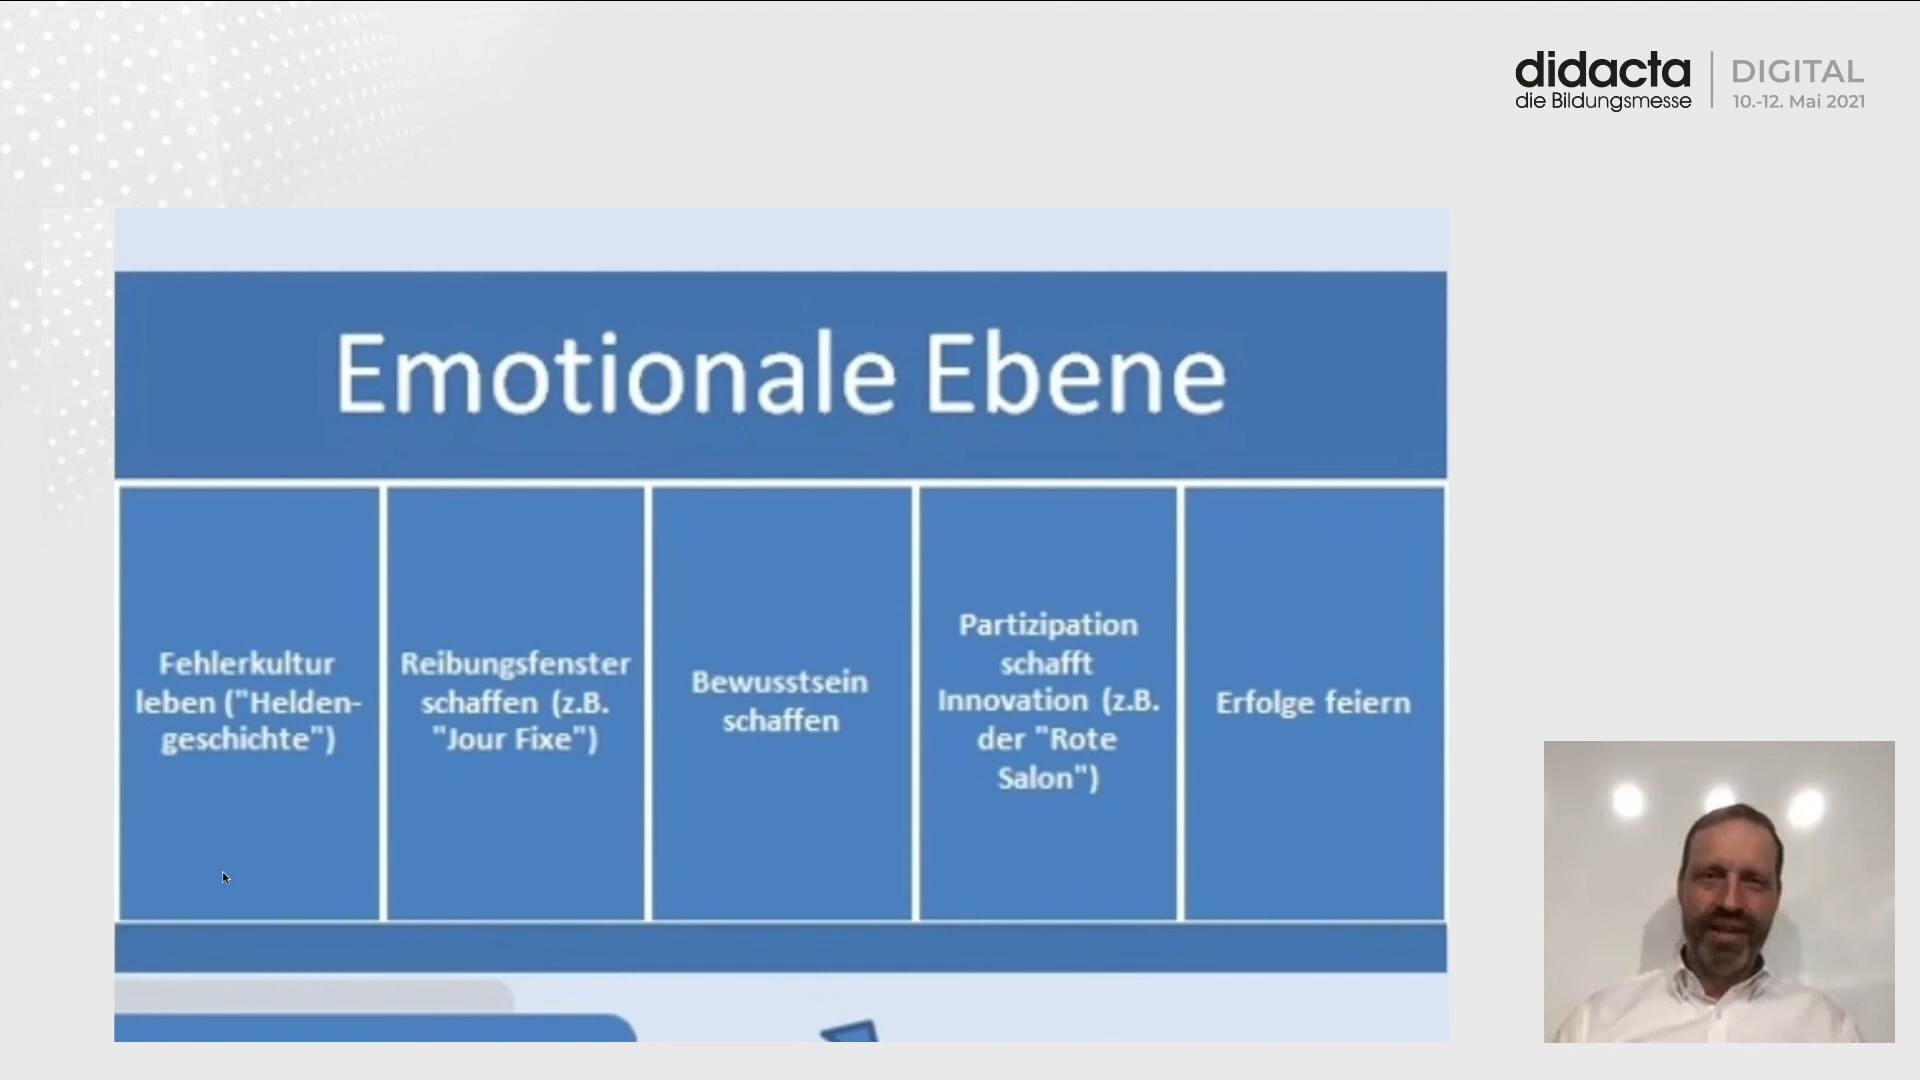 didacta
die Bildungsmesse
DIGITAL
10.-12. Mai 2021
Emotionale Ebene
Fehlerkultur
leben ("Helden-
geschichte")
Reibungsfenster
schaffen (z.B.
"Jour Fixe")
Bewusstsein
schaffen
Partizipation
schafft
Innovation (z.B.
der "Rote
Salon")
Erfolge feiern